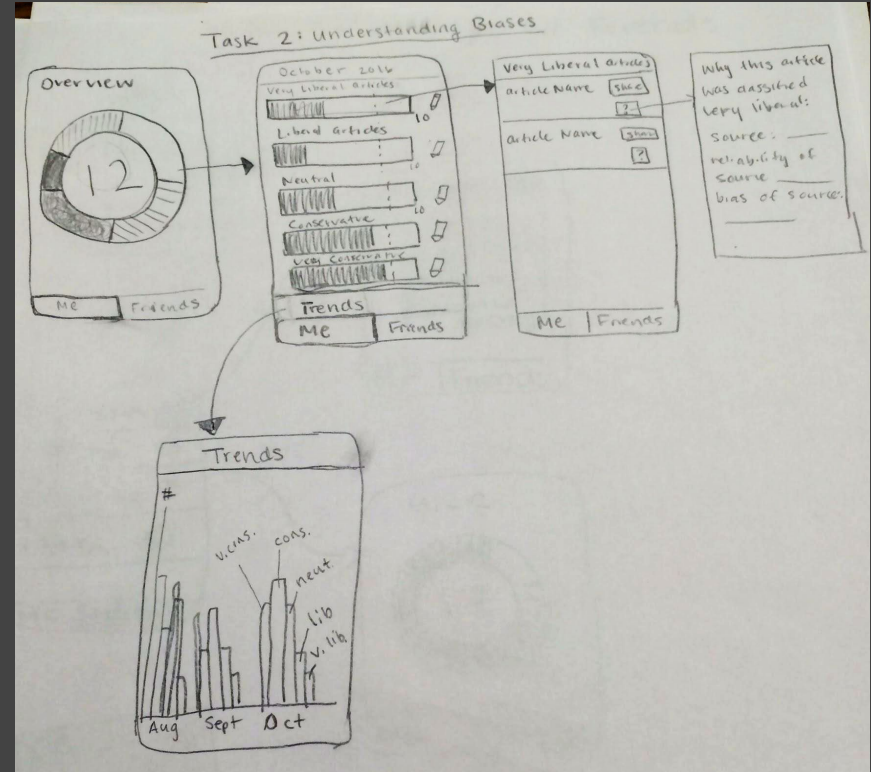 Task 2: Understanding Biases
Overview
12
Me Friends
October 2016
Very Liberal Articles
10
Liberal Articles
10
Neutral
10
Conservative
Very Conservative
Trends
Me Friends
Very Liberal articles
article Name share
?
article Name share
?
Me Friends
Why this article
was classified
very liberal:
source:
reliability of
source
bias of source:
Trends
#
v.cons.
cons.
neut.
lib
v. lib.
Aug Sept Oct